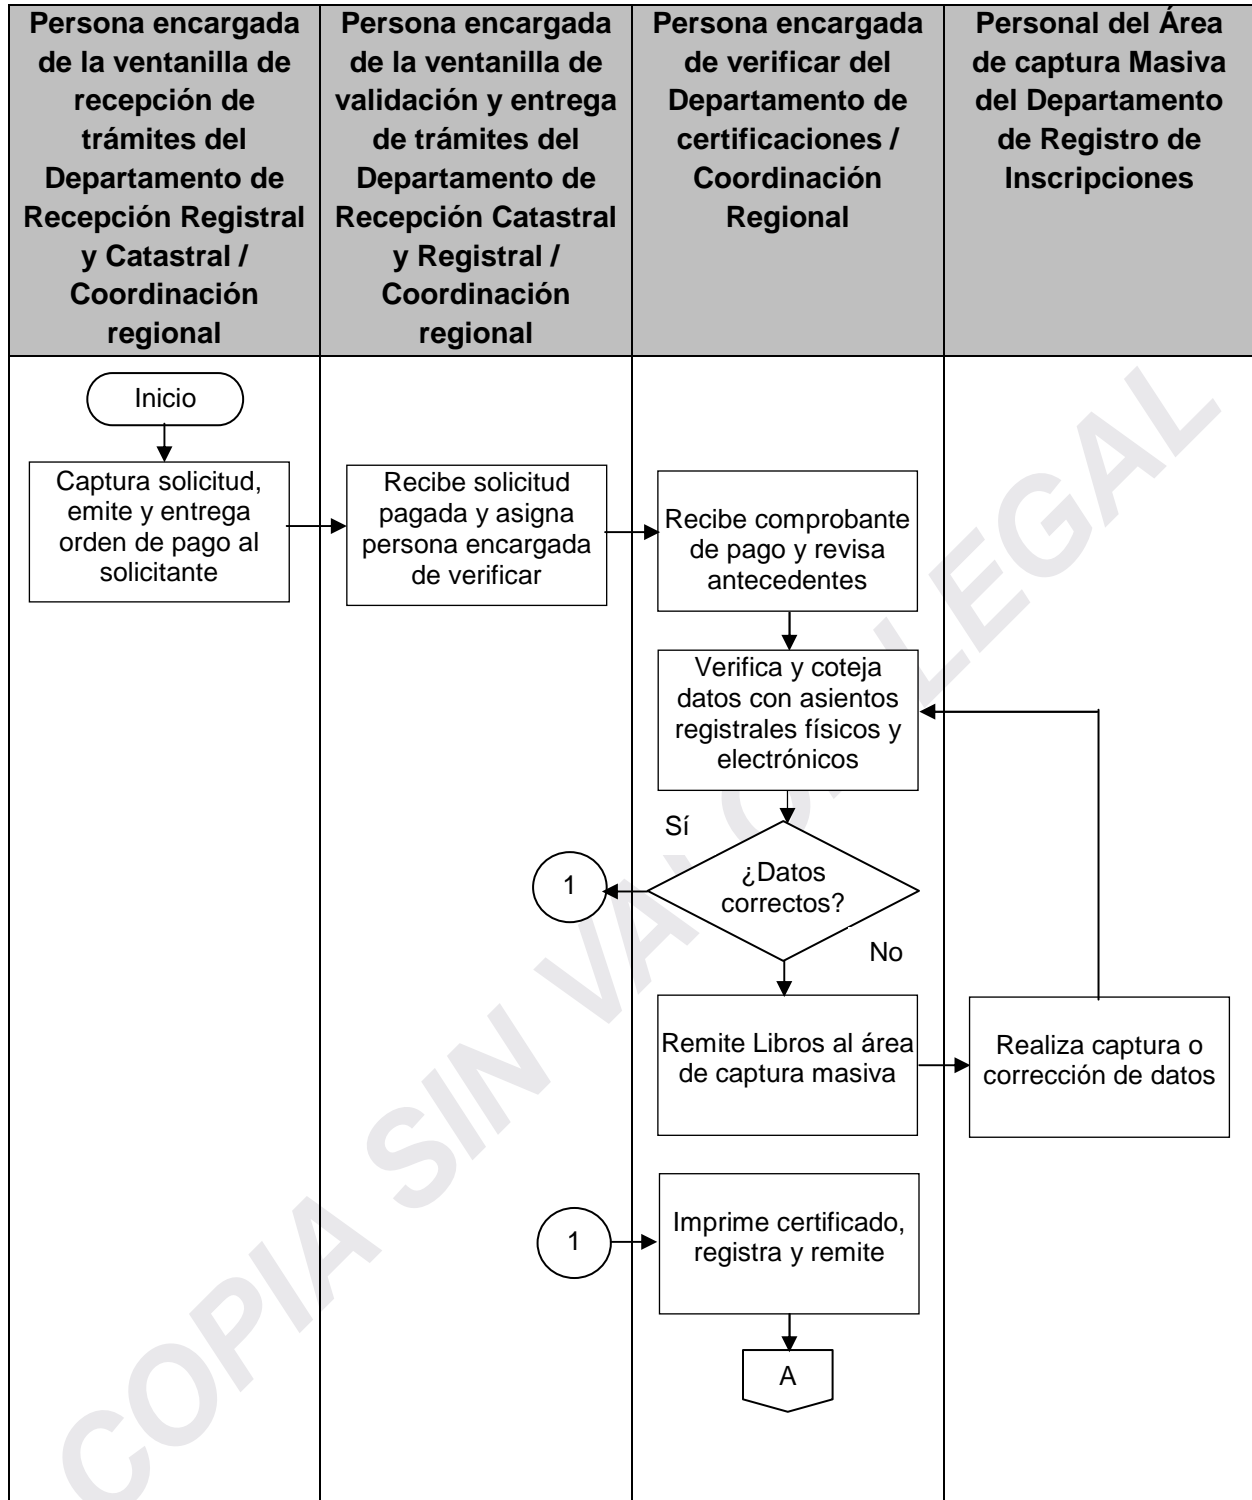 Persona encargada
de la ventanilla de
recepción de
trámites del
Departamento de
Recepción Registral
y Catastral /
Coordinación
regional
Persona encargada
de la ventanilla de
validación y entrega
de trámites del
Departamento de
Recepción Catastral
y Registral /
Coordinación
regional
Persona encargada
de verificar del
Departamento de
certificaciones /
Coordinación
Regional
Personal del Área
de captura Masiva
del Departamento
de Registro de
Inscripciones
Inicio
Captura solicitud,
emite y entrega
orden de pago al
solicitante
Recibe solicitud
pagada y asigna
persona encargada
de verificar
Recibe comprobante
de pago y revisa
antecedentes
Verifica y coteja
datos con asientos
registrales físicos y
electrónicos
Sí
¿Datos
correctos?
1
No
Remite Libros al área
de captura masiva
Realiza captura o
corrección de datos
1
Imprime certificado,
registra y remite
A
COPIA SIN VALOR LEGAL